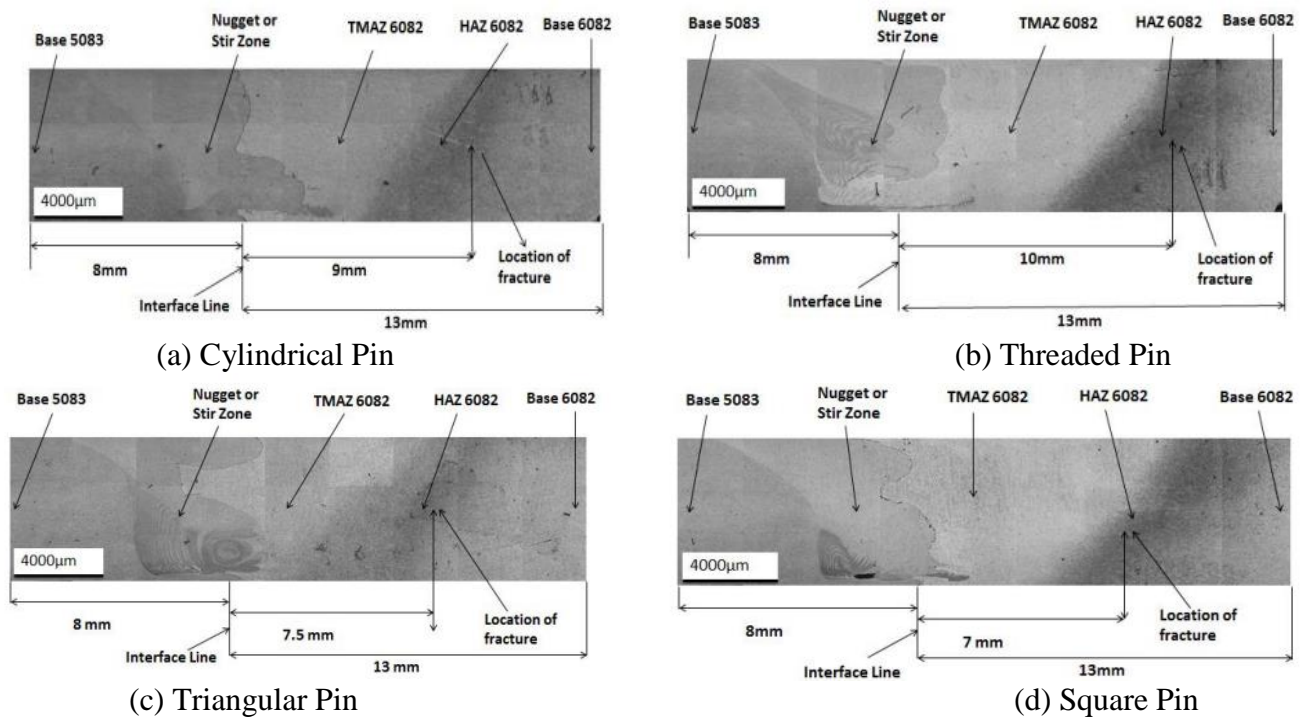 Base 5083
Nugget or
Stir Zone
TMAZ 6082
HAZ 6082
Base 6082
4000µm
8mm
9mm
Location of
fracture
Interface Line
13mm
(a) Cylindrical Pin
Base 5083
Nugget or
Stir Zone
TMAZ 6082
HAZ 6082
Base 6082
4000µm
8mm
10mm
Location of
fracture
Interface Line
13mm
(b) Threaded Pin
Base 5083
Nugget or
Stir Zone
TMAZ 6082
HAZ 6082
Base 6082
4000µm
8 mm
7.5 mm
Location of
fracture
Interface Line
13 mm
(c) Triangular Pin
Base 5083
Nugget or
Stir Zone
TMAZ 6082
HAZ 6082
Base 6082
4000µm
8mm
7 mm
Location of
fracture
Interface Line
13mm
(d) Square Pin